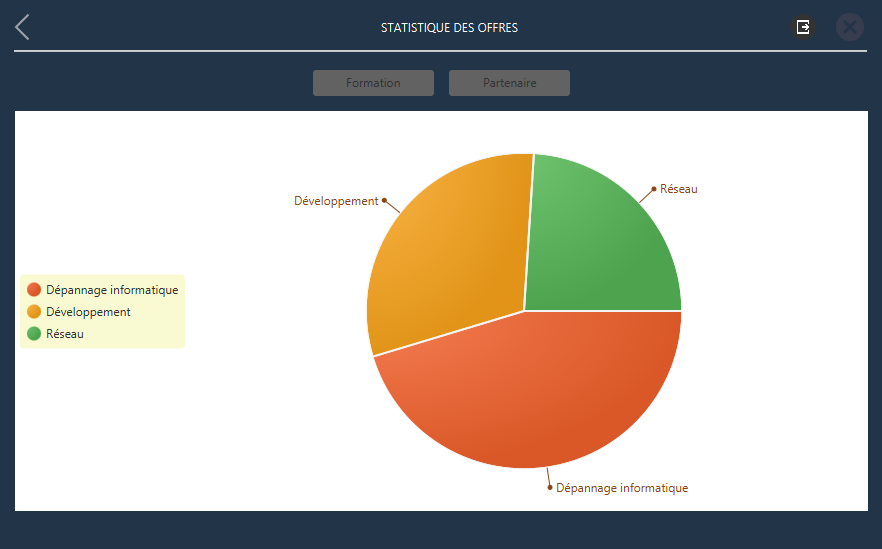 STATISTIQUE DES OFFRES
Formation
Partenaire
Réseau
Développement
Dépannage informatique
Développement
Réseau
Dépannage informatique